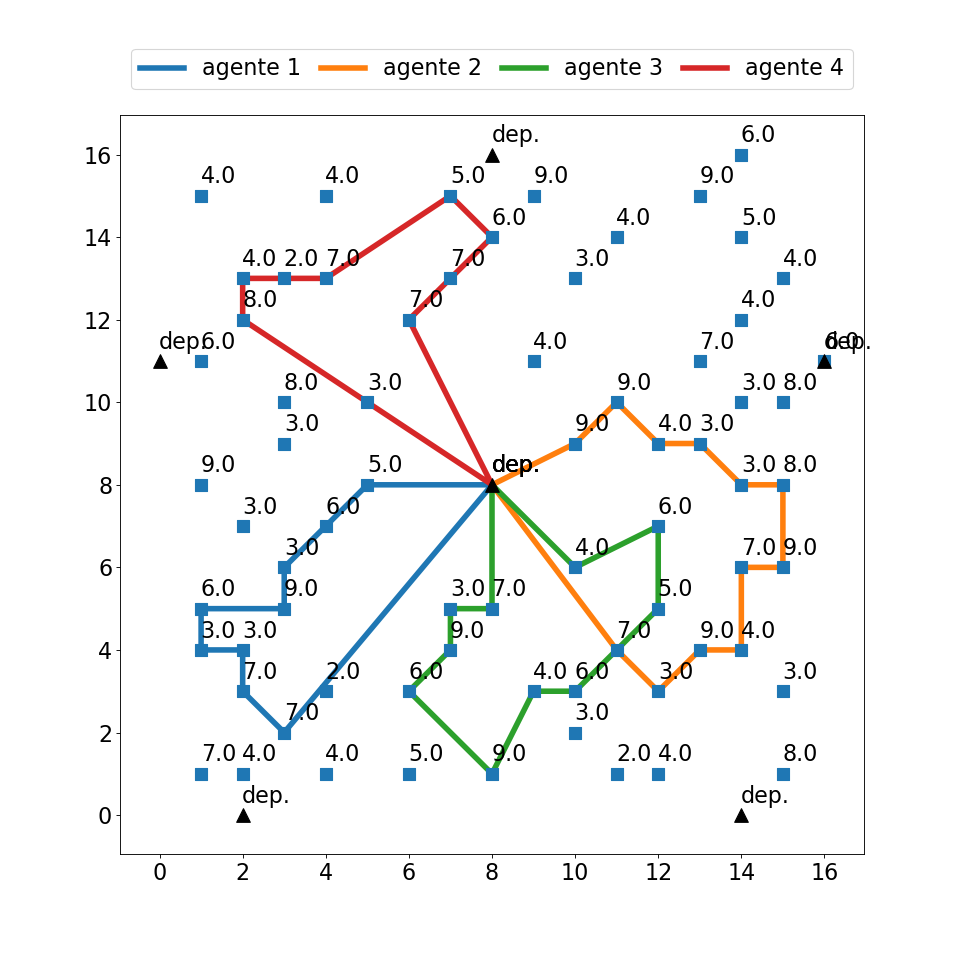 agente 1 agente 2 agente 3 agente 4
dep. 6.0
16
4.0 4.0 5.0 9.0 9.0
6.0 4.0 5.0
14
4.0 2.0 7.0 7.0 3.0 4.0
8.0 7.0 4.0
12
dep. 6.0 4.0 7.0 6.0 dep.
8.0 3.0 9.0 3.0 8.0
10
3.0 9.0 4.0 3.0
9.0 5.0 dep. 3.0 8.0
8
3.0 6.0 6.0
3.0 4.0 7.0 9.0
6
6.0 9.0 3.0 7.0 5.0
3.0 3.0 9.0 7.0 9.0 4.0
4
7.0 2.0 6.0 4.0 6.0 3.0 3.0
7.0 3.0
2
7.0 4.0 4.0 5.0 9.0 2.0 4.0 8.0
dep. dep.
0
0 2 4 6 8 10 12 14 16